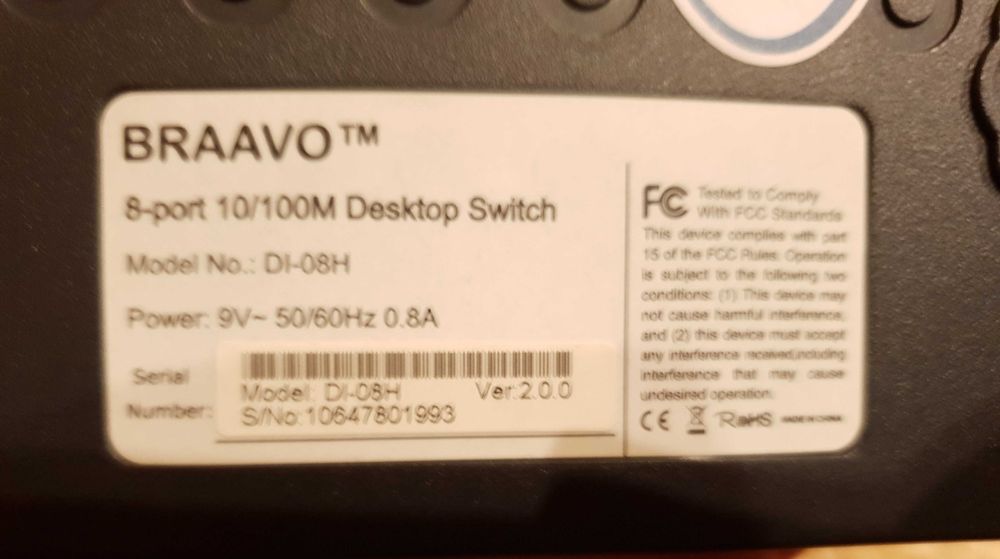 BRAAVO™
8-port 10/100M Desktop Switch
Model No.: DI-08H
Power: 9V~ 50/60Hz 0.8A
Serial
Number:
Model: DI-08H Ver:2.0.0
S/No:10647801993
FC Tested to Comply
With FCC Standards
This device complies with part
15 of the FCC Rules. Operation
is subject to the following two
conditions: (1) This device may
not cause harmful interference,
and (2) this device must accept
any interference received,including
interference that may cause
undesired operation.
CE RoHS MADE IN CHINA